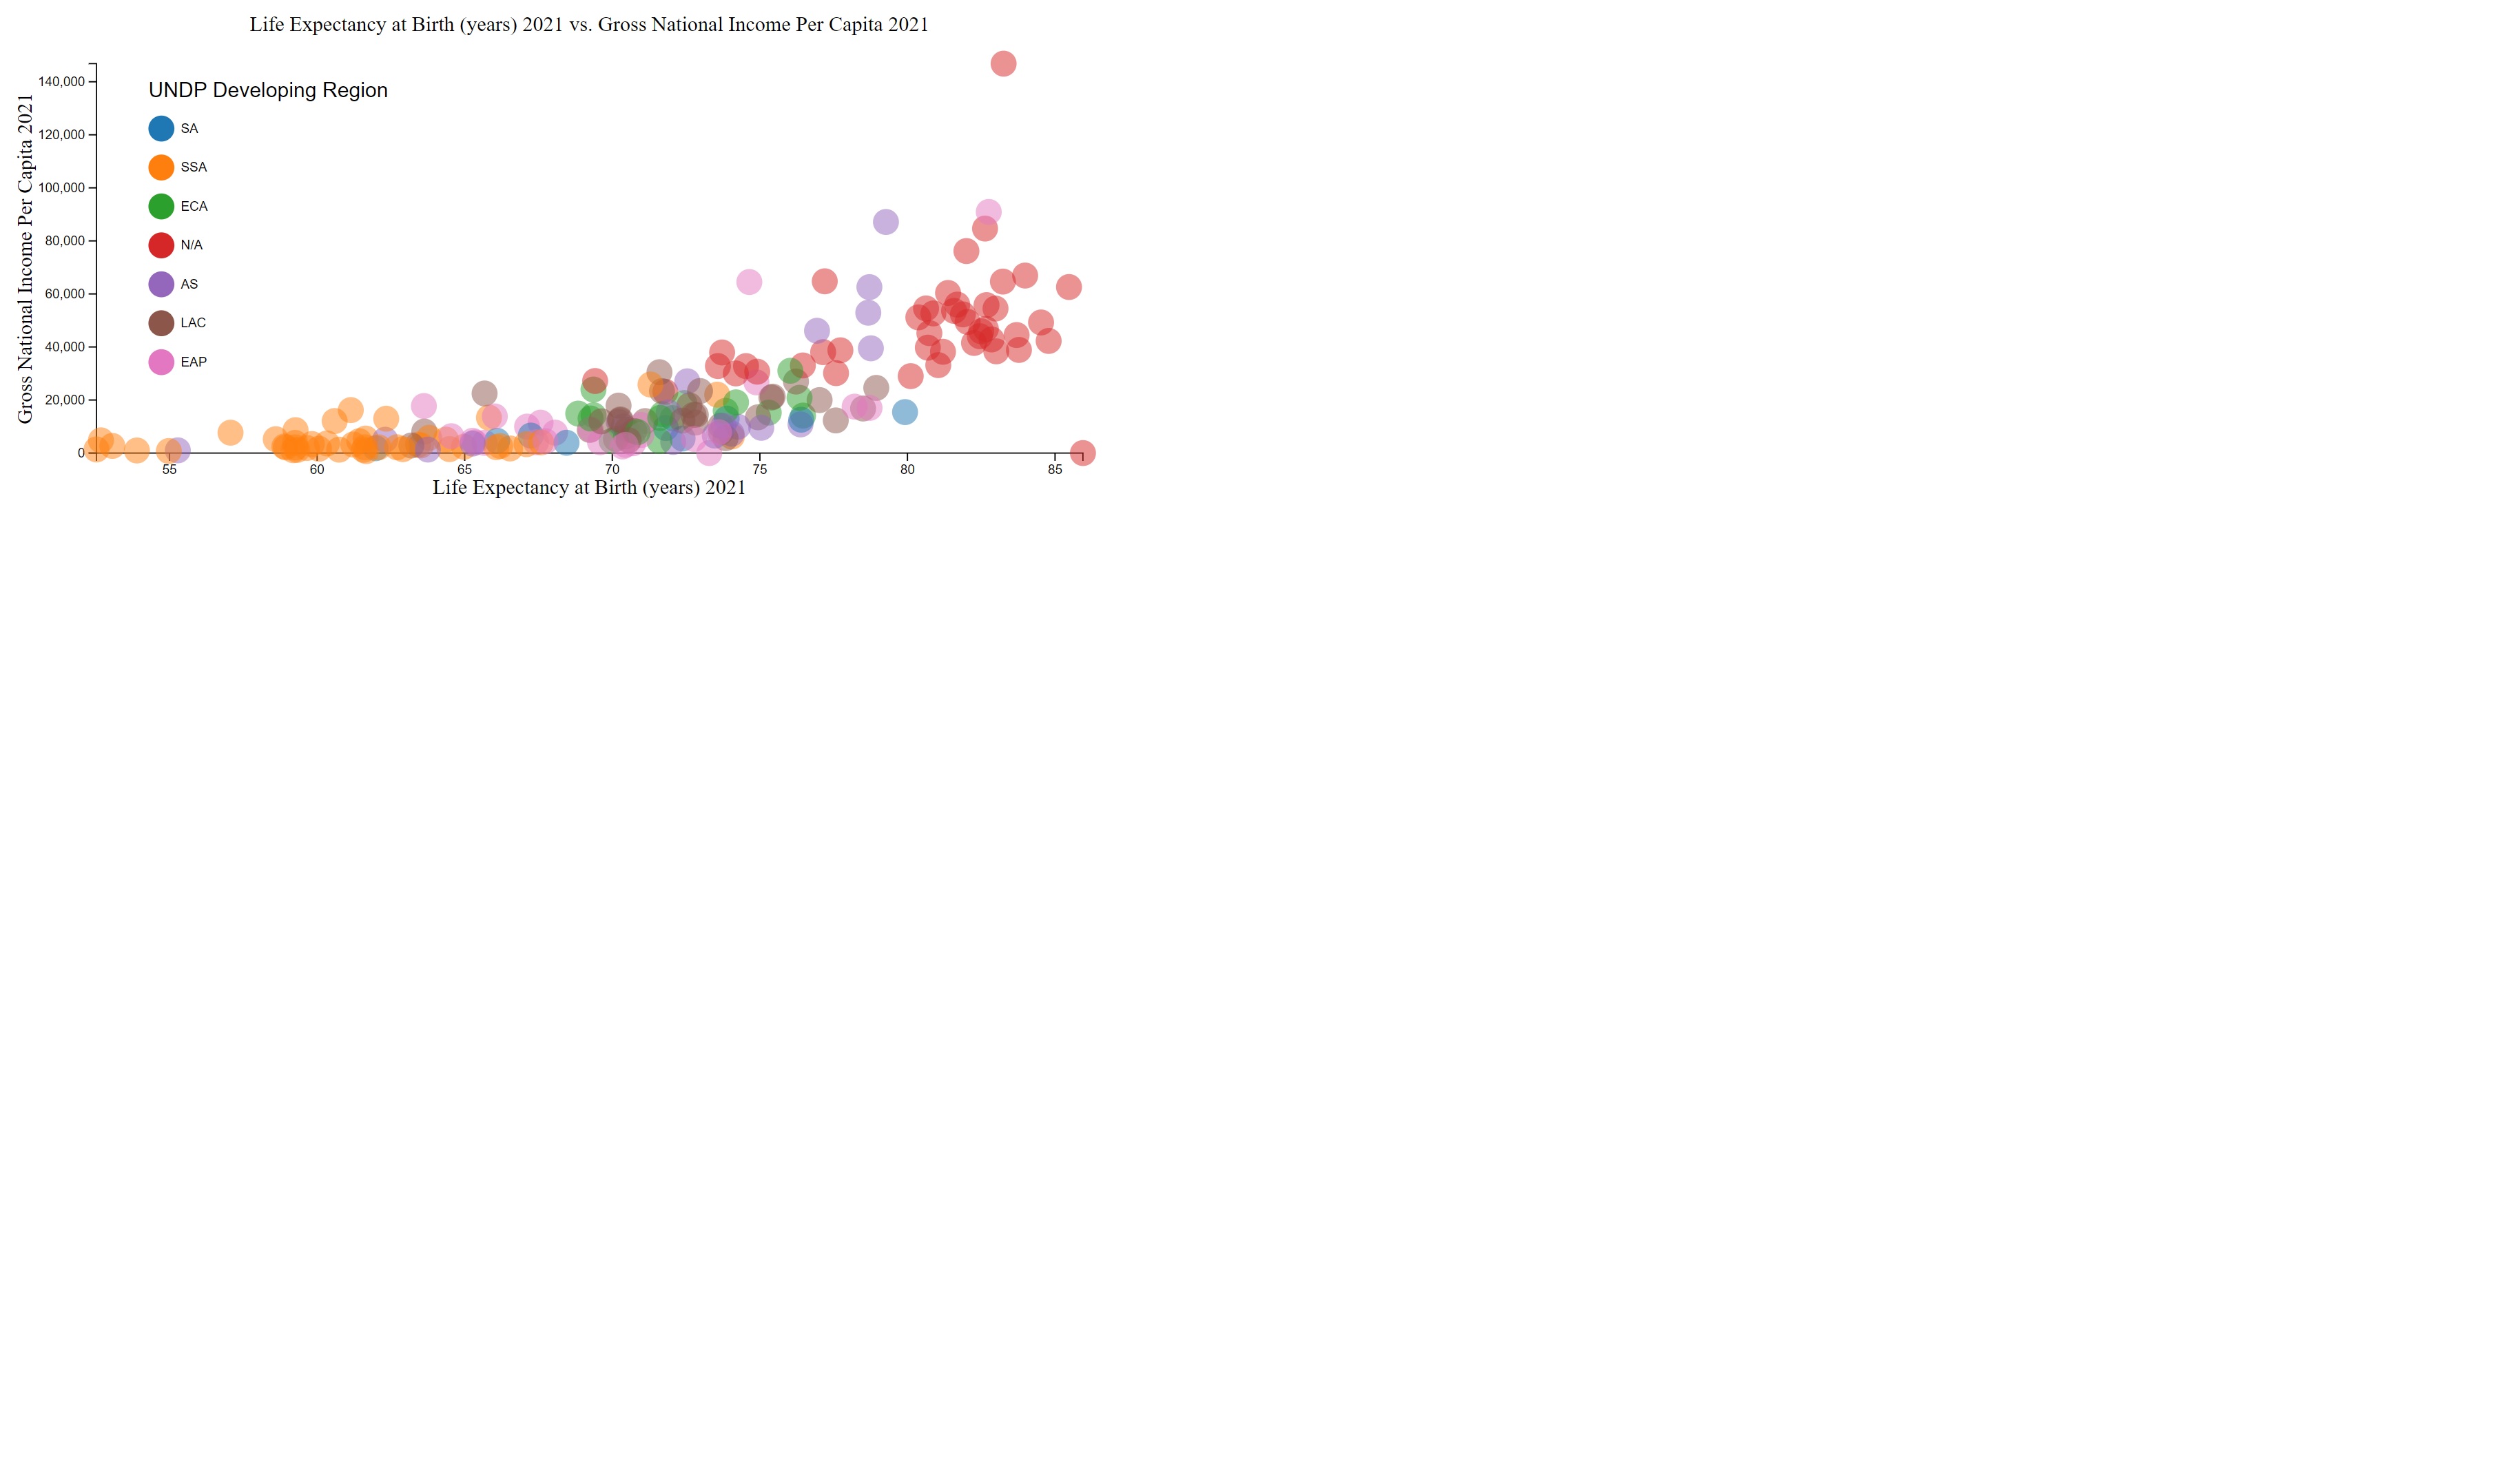 Life Expectancy at Birth (years) 2021 vs. Gross National Income Per Capita 2021
Gross National Income Per Capita 2021
140,000
120,000
100,000
80,000
60,000
40,000
20,000
0
UNDP Developing Region
SA
SSA
ECA
N/A
AS
LAC
EAP
55 60 65 70 75 80 85
Life Expectancy at Birth (years) 2021